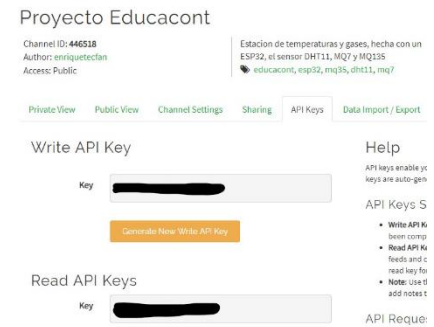 Proyecto Educacont
Channel ID: 446518
Author: enriquetecfan
Access: Public
Estacion de temperaturas y gases, hecha con un
ESP32, el sensor DHT11, MQ7 y MQ135
educacont, esp32, mq35, dht11, mq7
Private View Public View Channel Settings Sharing API Keys Data Import / Export
Write API Key
Key
Generate New Write API Key
Read API Keys
Key
Help
API keys enable
keys are auto-gen
API Keys S
Write API K
been comp
Read API K
feeds and
read key fo
Note: Use
add notes
API Reques